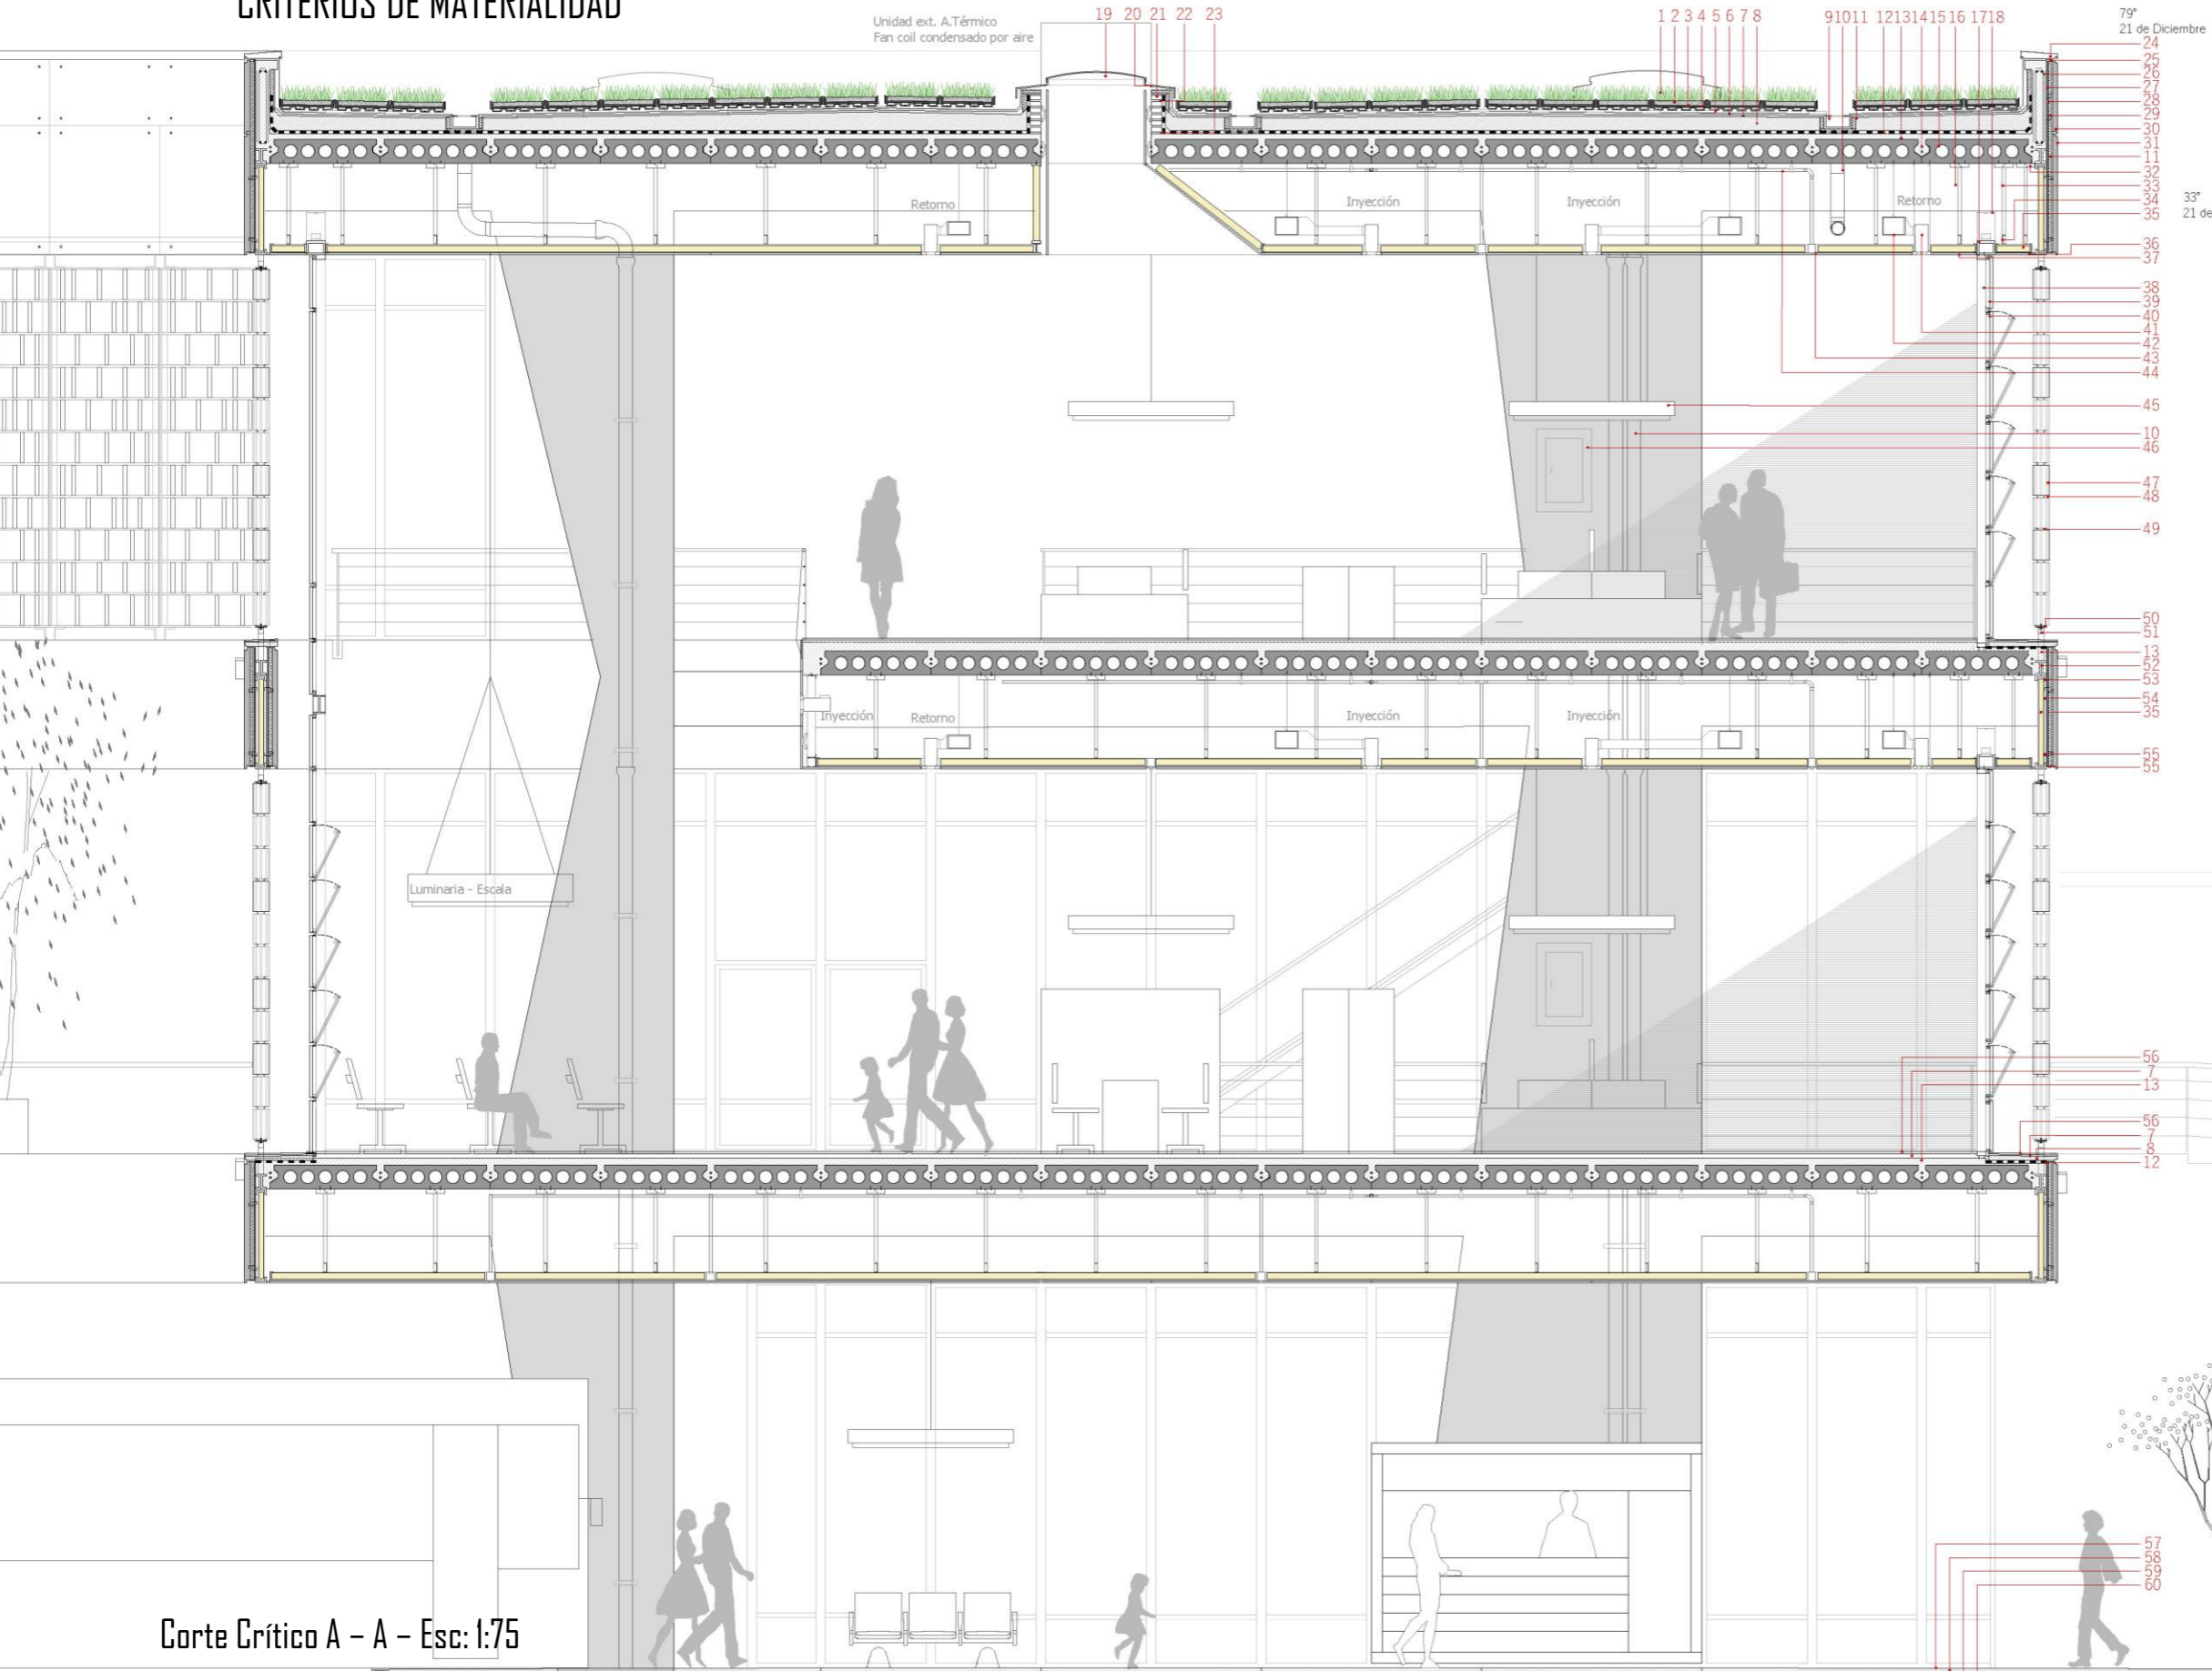 CRITERIOS DE MATERIALIDAD
Unidad ext. A.Térmico
Fan coil condensado por aire
19 20 21 22 23
1 2 3 4 5 6 7 8
9 10 11 12 13 14 15 16 17 18
79°
21 de Diciembre
24
25
26
27
28
29
30
31
11
32
33
34
35
33°
21 de
36
37
Retorno
Inyección
Inyección
Retorno
38
39
40
41
42
43
44
45
10
46
47
48
49
50
51
13
52
53
54
35
55
55
Inyección
Retorno
Inyección
Inyección
Luminaria - Escala
56
7
13
56
7
8
12
57
58
59
60
Corte Crítico A – A – Esc: 1:75